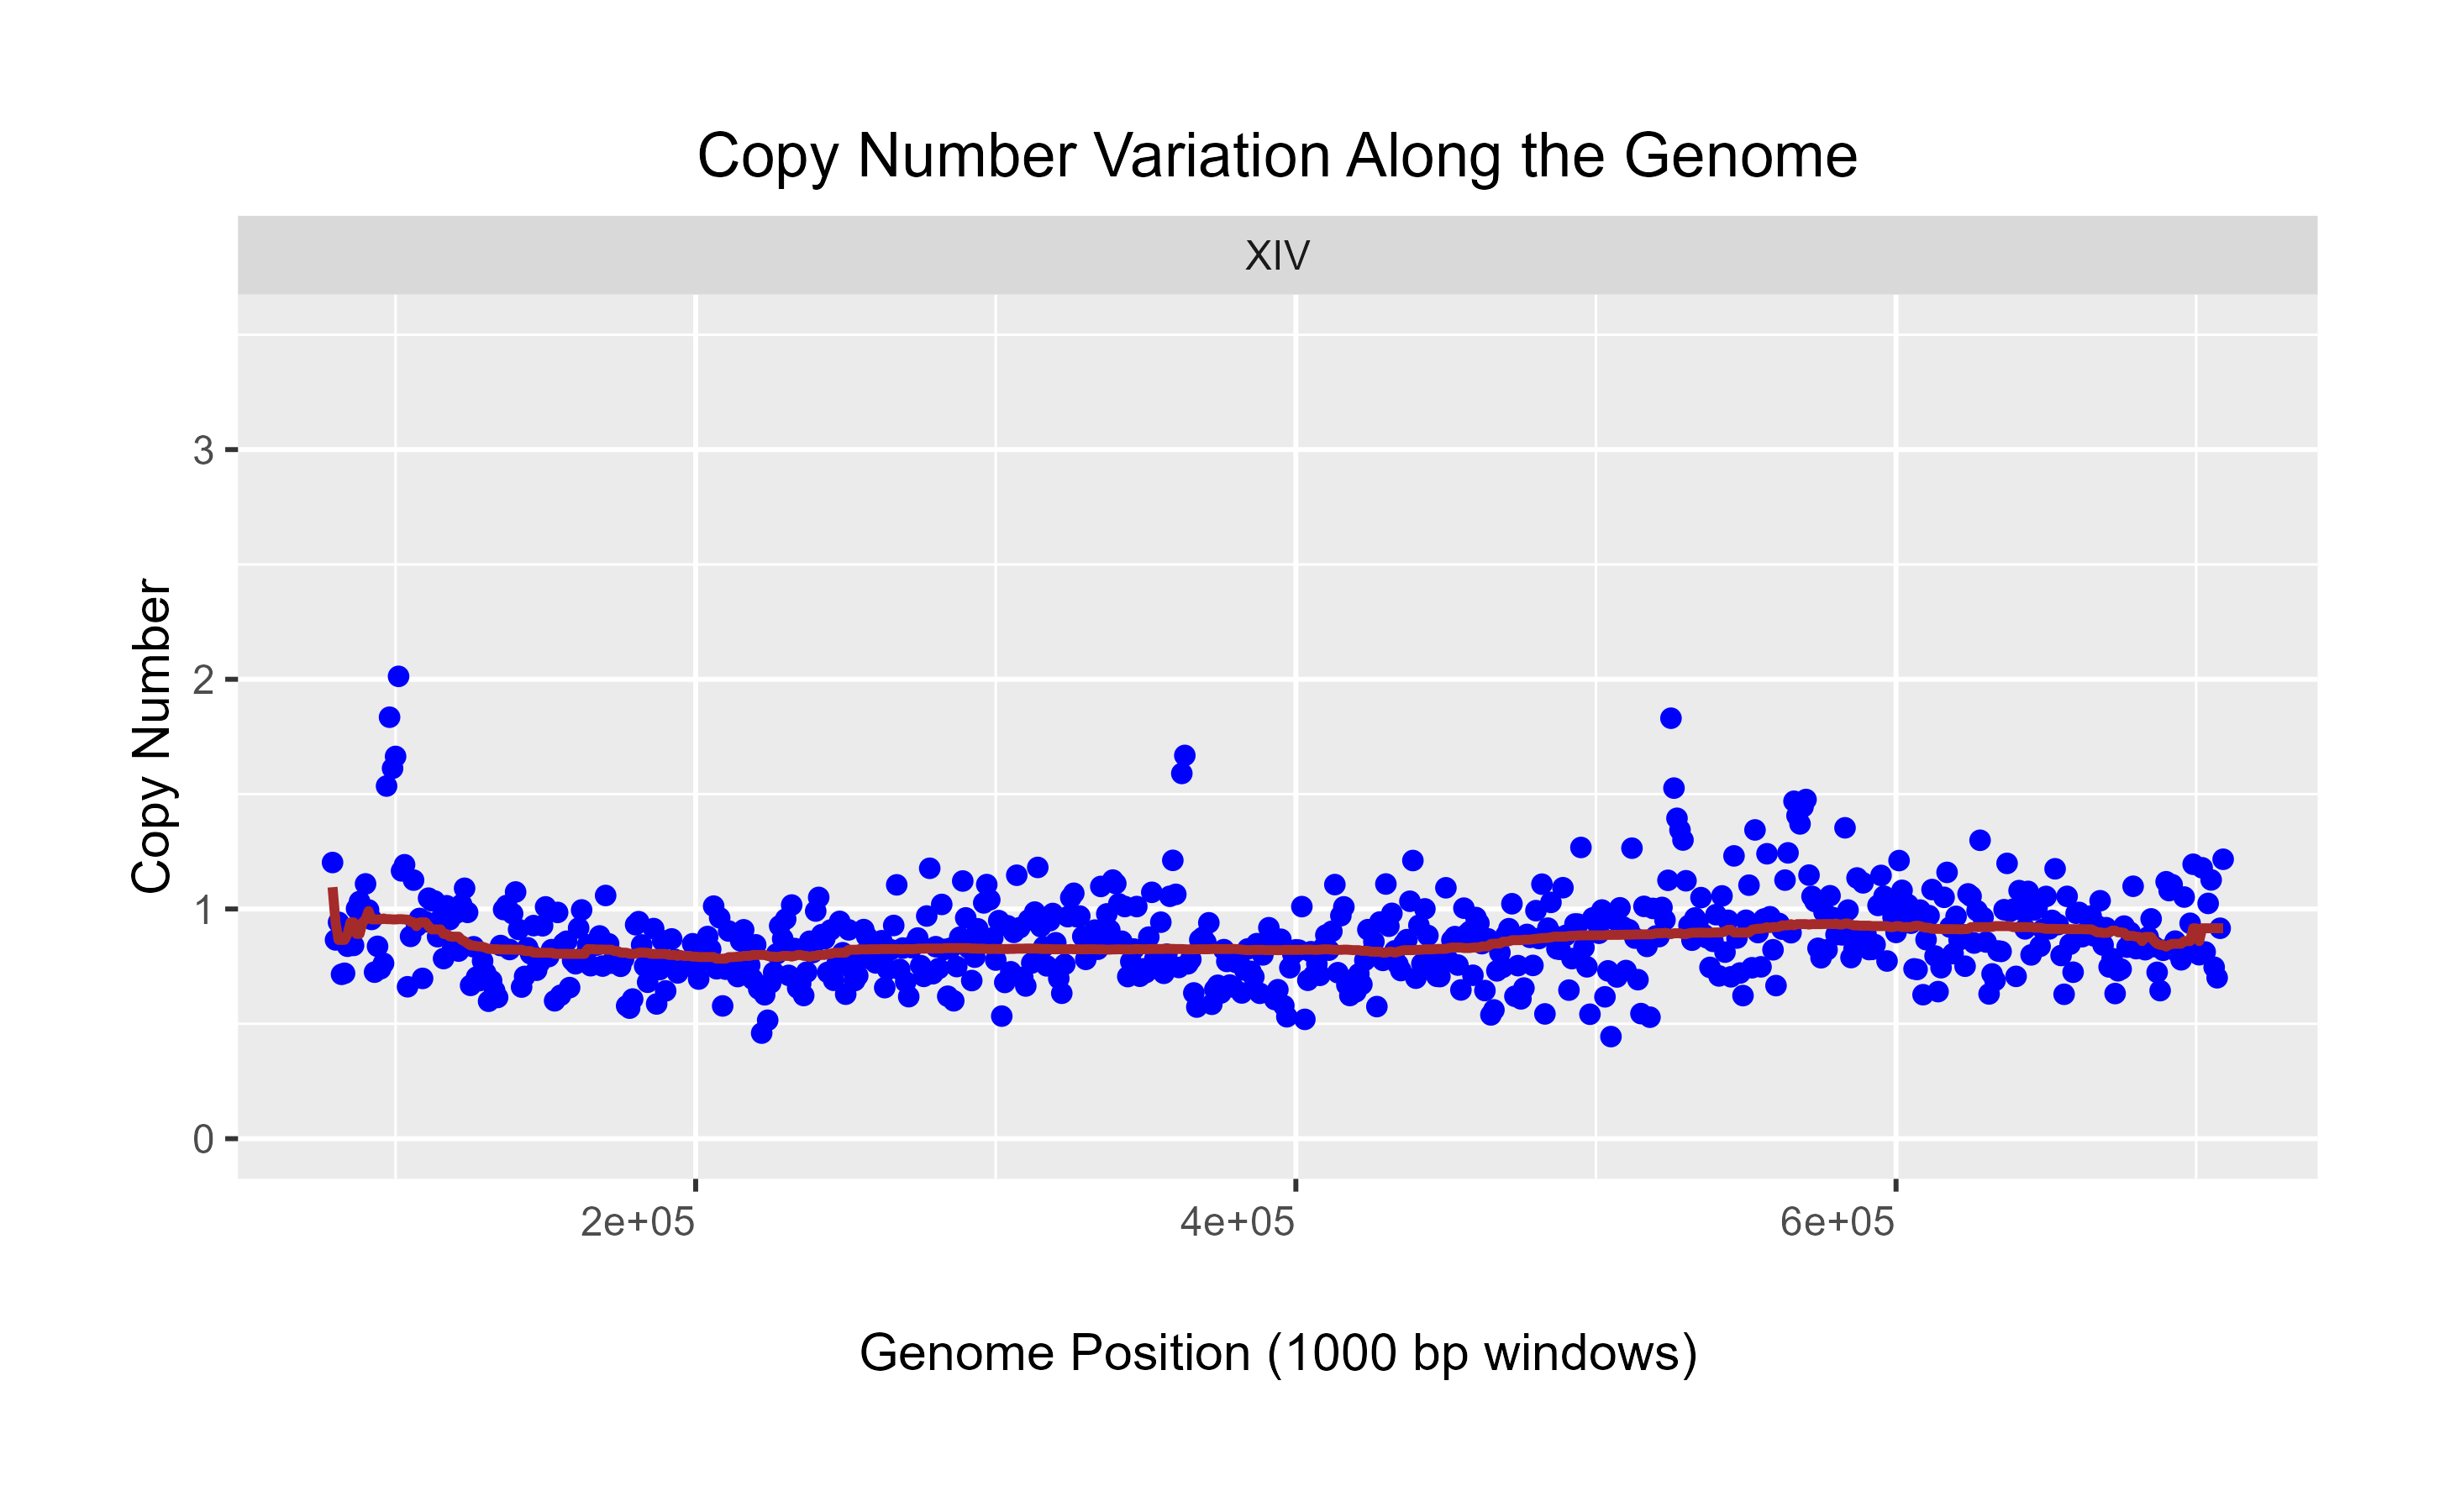 Copy Number Variation Along the Genome
XIV
Copy Number
3
2
1
0
2e+05
4e+05
6e+05
Genome Position (1000 bp windows)